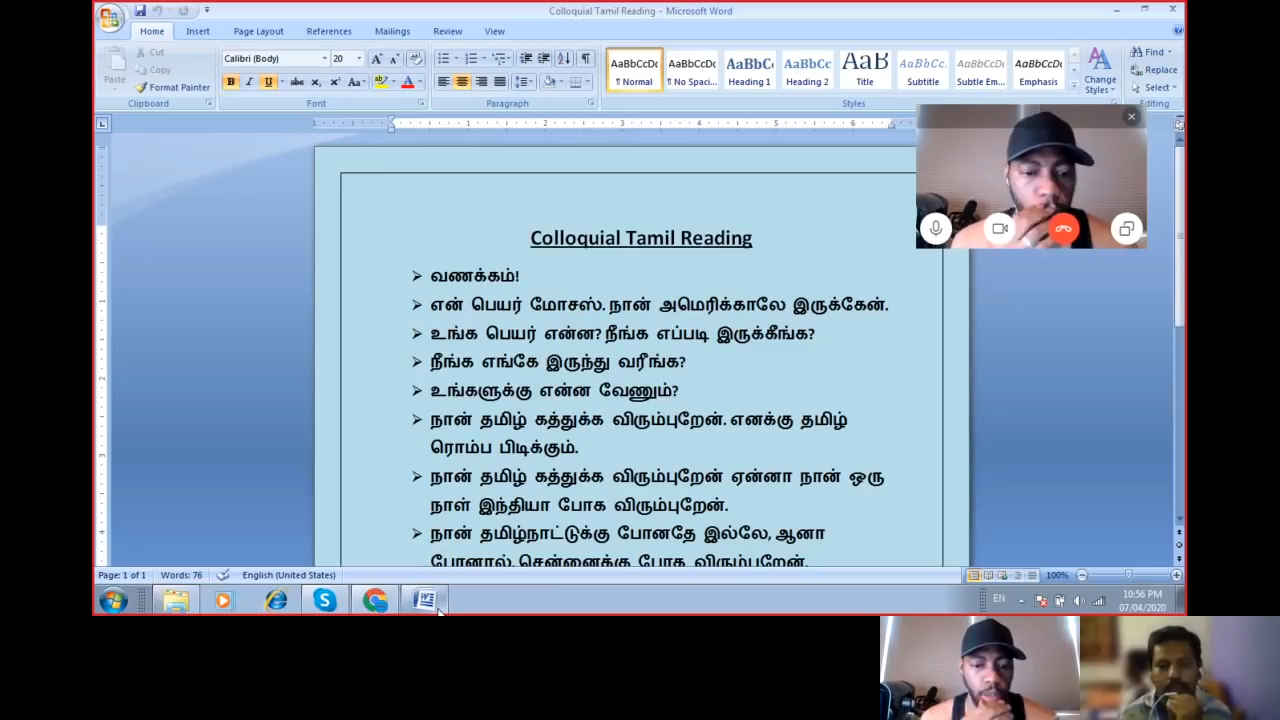 Colloquial Tamil Reading - Microsoft Word
Home Insert Page Layout References Mailings Review View
Cut
Copy
Paste
Format Painter
Clipboard
Calibri (Body) 20
Font
Paragraph
AaBbCcDc AaBbCcDc AaBbC AaBbCc AaB AaBbCc. AaBbCcDc AaBbCcDc
¶ Normal ¶ No Spaci... Heading 1 Heading 2 Title Subtitle Subtle Em... Emphasis
Change Styles
Styles
Find
Replace
Select
Editing
Colloquial Tamil Reading
வணக்கம்!
என் பெயர் மோசஸ். நான் அமெரிக்காலே இருக்கேன்.
உங்க பெயர் என்ன? நீங்க எப்படி இருக்கீங்க?
நீங்க எங்கே இருந்து வரீங்க?
உங்களுக்கு என்ன வேணும்?
நான் தமிழ் கத்துக்க விரும்புறேன். எனக்கு தமிழ்
ரொம்ப பிடிக்கும்.
நான் தமிழ் கத்துக்க விரும்புறேன் ஏன்னா நான் ஒரு
நாள் இந்தியா போக விரும்புறேன்.
நான் தமிழ்நாட்டுக்கு போனதே இல்லே, ஆனா
போனால், சென்னைக்கு போக விரும்புறேன்.
Page: 1 of 1 Words: 76 English (United States) 100%
EN 10:56 PM
07/04/2020